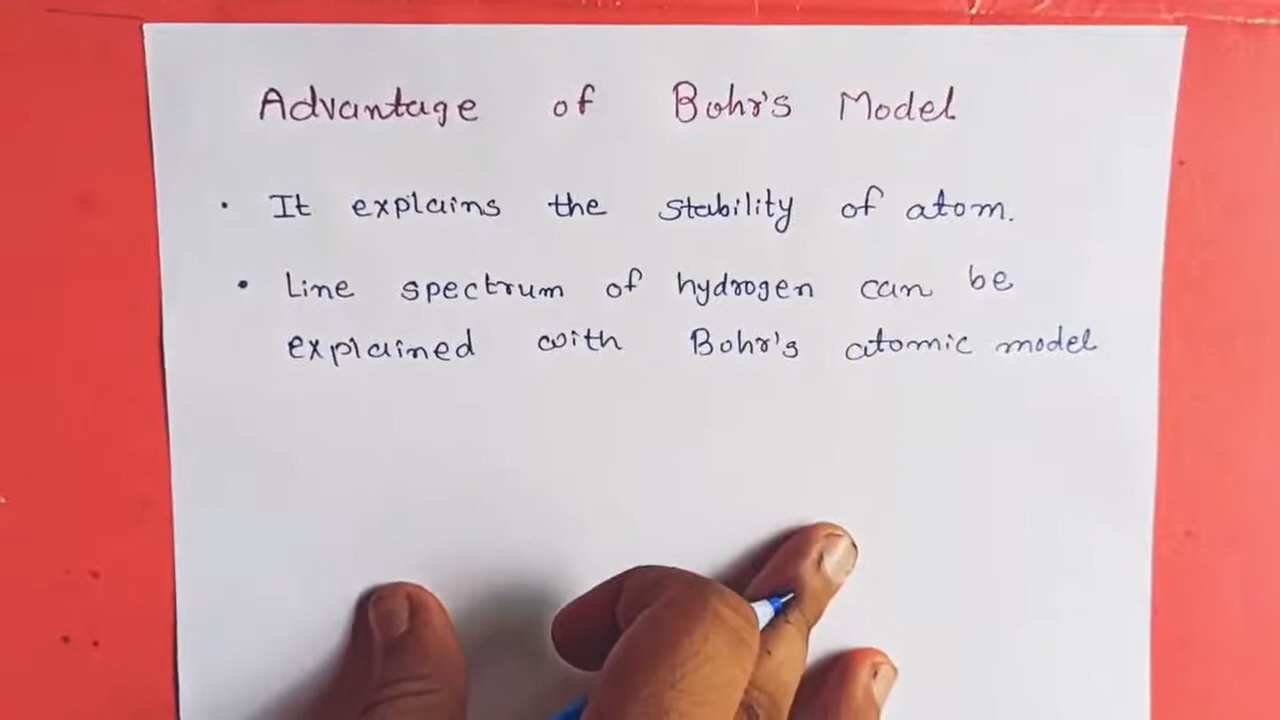 Advantage of Bohr's Model
• It explains the stability of atom.
• Line spectrum of hydrogen can be
explained with Bohr's atomic model